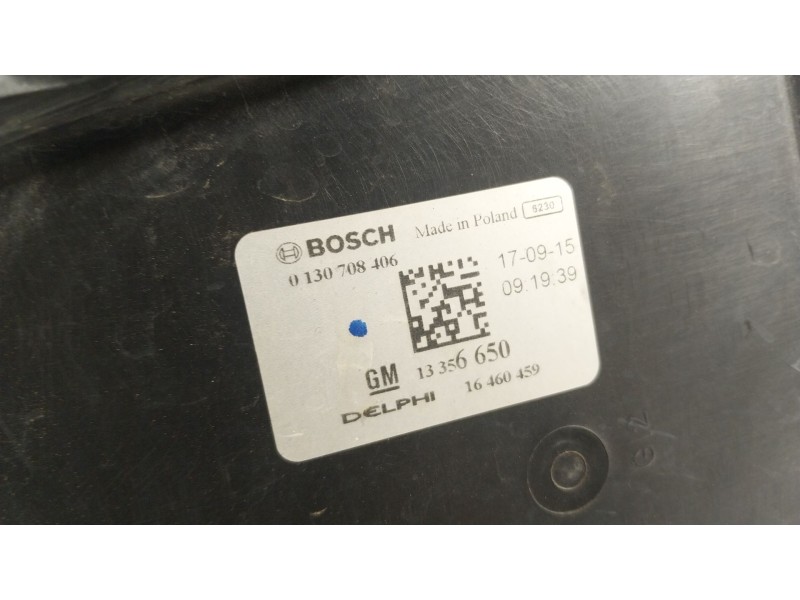 BOSCH Made in Poland 8230
0 130 708 406
17-09-15
09:19:39
GM 13 356 650
DELPHI 16 460 459